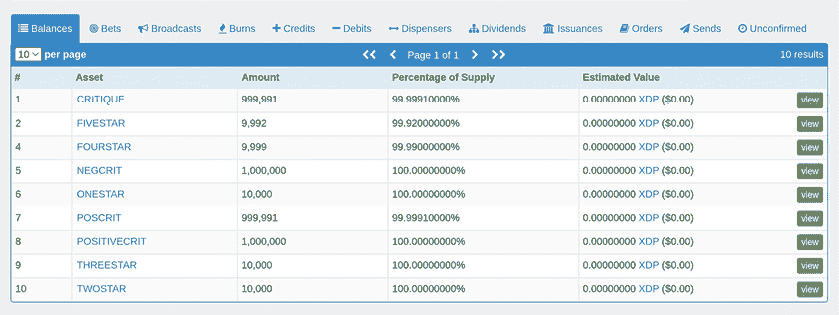 Balances Bets Broadcasts Burns Credits Debits Dispensers Dividends Issuances Orders Sends Unconfirmed
10 per page Page 1 of 1 10 results
# Asset Amount Percentage of Supply Estimated Value
1 CRITIQUE 999,991 99.99910000% 0.00000000 XDP ($0.00) view
2 FIVESTAR 9,992 99.92000000% 0.00000000 XDP ($0.00) view
4 FOURSTAR 9,999 99.99000000% 0.00000000 XDP ($0.00) view
5 NEGCRIT 1,000,000 100.00000000% 0.00000000 XDP ($0.00) view
6 ONESTAR 10,000 100.00000000% 0.00000000 XDP ($0.00) view
7 POSCRIT 999,991 99.99910000% 0.00000000 XDP ($0.00) view
8 POSITIVECRIT 1,000,000 100.00000000% 0.00000000 XDP ($0.00) view
9 THREESTAR 10,000 100.00000000% 0.00000000 XDP ($0.00) view
10 TWOSTAR 10,000 100.00000000% 0.00000000 XDP ($0.00) view